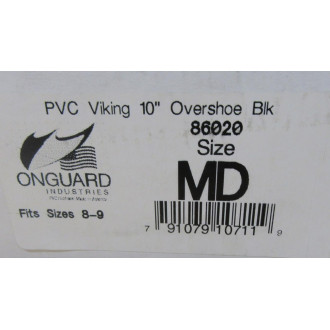 PVC Viking 10" Overshoe Blk
86020
Size
MD
ONGUARD
INDUSTRIES
Fits Sizes 8-9
7 91079 10711 9